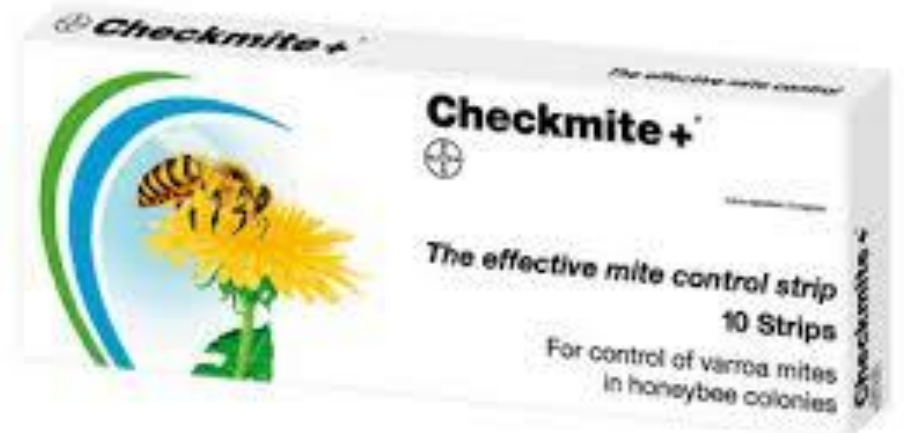 Checkmite+
The effective mite control
Checkmite+
The effective mite control strip
10 Strips
For control of varroa mites
in honeybee colonies
Checkmite+